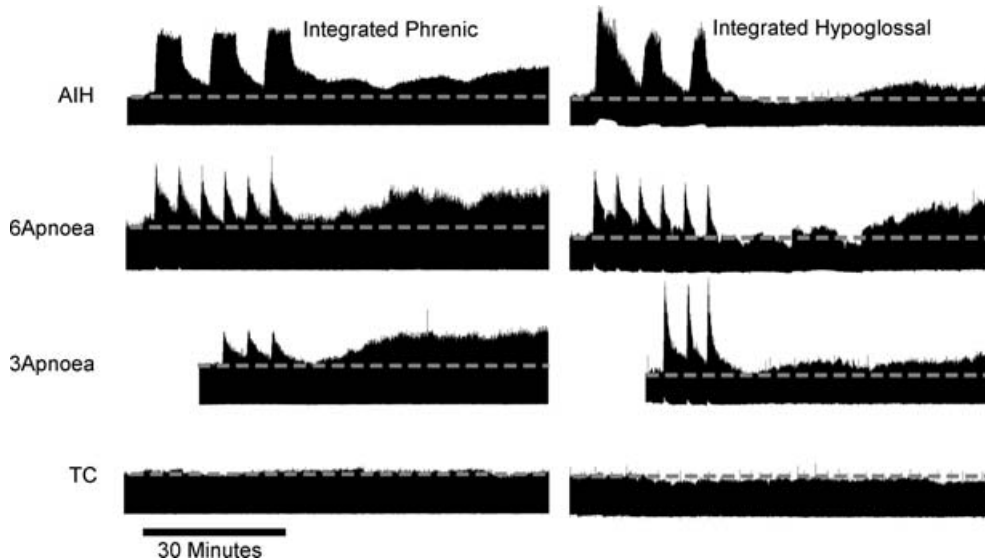 Integrated Phrenic
Integrated Hypoglossal
AIH
6Apnoea
3Apnoea
TC
30 Minutes